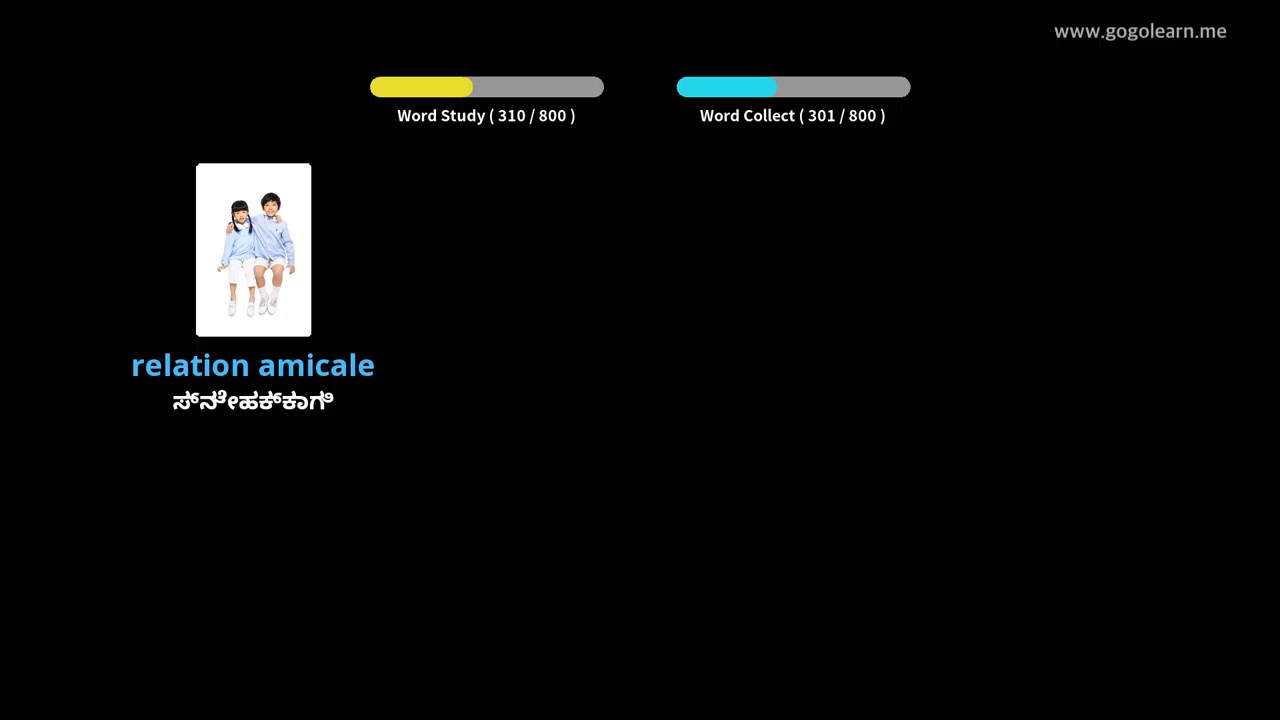 www.gogolearn.me
Word Study ( 310 / 800 )
Word Collect ( 301 / 800 )
relation amicale
ಸ್ನೇಹಕ್ಕಾಗಿ